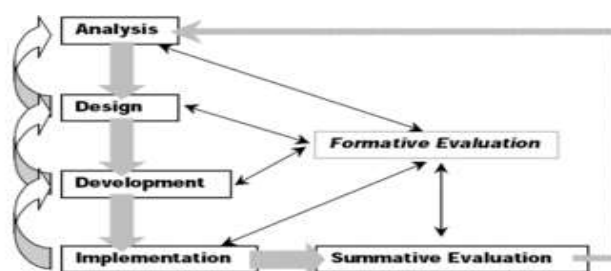 Analysis
Design
Formative Evaluation
Development
Implementation
Summative Evaluation